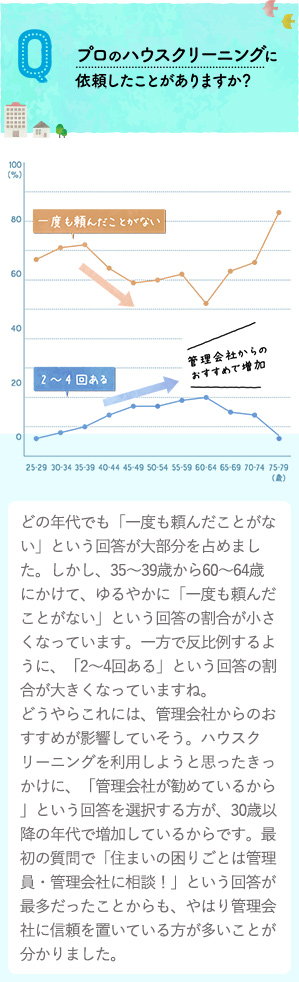 Q
プロのハウスクリーニングに
依頼したことがありますか?
100
(%)
80
一度も頼んだことがない
60
40
管理会社からの
おすすめで増加
20
2〜4回ある
0
25-29 30-34 35-39 40-44 45-49 50-54 55-59 60-64 65-69 70-74 75-79
(歳)
どの年代でも「一度も頼んだことがな
い」という回答が大部分を占めまし
た。しかし、35〜39歳から60〜64歳
にかけて、ゆるやかに「一度も頼んだ
ことがない」という回答の割合が小さ
くなっています。一方で反比例するよ
うに、「2〜4回ある」という回答の割
合が大きくなっていますね。
どうやらこれには、管理会社からのお
すすめが影響していそう。ハウスク
リーニングを利用しようと思ったきっ
かけに、「管理会社が勧めているから
」という回答を選択する方が、30歳以
降の年代で増加しているからです。最
初の質問で「住まいの困りごとは管理
員・管理会社に相談！」という回答が
最多だったことからも、やはり管理会
社に信頼を置いている方が多いことが
分かりました。